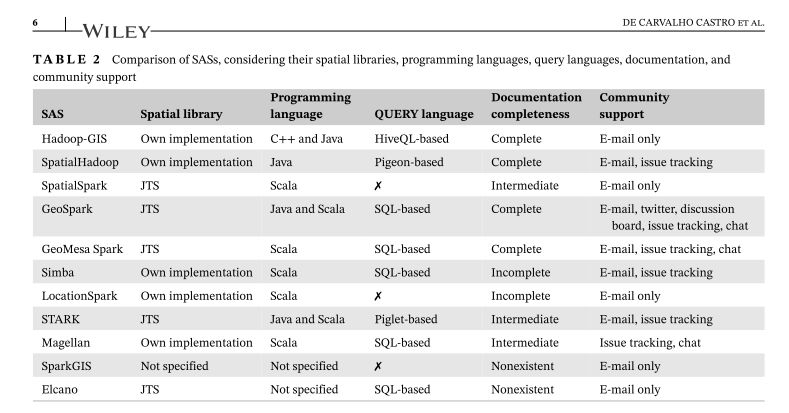 6
WILEY
DE CARVALHO CASTRO ET AL.
TABLE 2 Comparison of SASs, considering their spatial libraries, programming languages, query languages, documentation, and
community support
SAS Spatial library Programming language QUERY language Documentation completeness Community support
Hadoop-GIS Own implementation C++ and Java HiveQL-based Complete E-mail only
SpatialHadoop Own implementation Java Pigeon-based Complete E-mail, issue tracking
SpatialSpark JTS Scala ✗ Intermediate E-mail only
GeoSpark JTS Java and Scala SQL-based Complete E-mail, twitter, discussion
board, issue tracking, chat
GeoMesa Spark JTS Scala SQL-based Complete E-mail, issue tracking, chat
Simba Own implementation Scala SQL-based Incomplete E-mail, issue tracking
LocationSpark Own implementation Scala ✗ Incomplete E-mail only
STARK JTS Java and Scala Piglet-based Intermediate E-mail, issue tracking
Magellan Own implementation Scala SQL-based Intermediate Issue tracking, chat
SparkGIS Not specified Not specified ✗ Nonexistent E-mail only
Elcano JTS Not specified SQL-based Nonexistent E-mail only